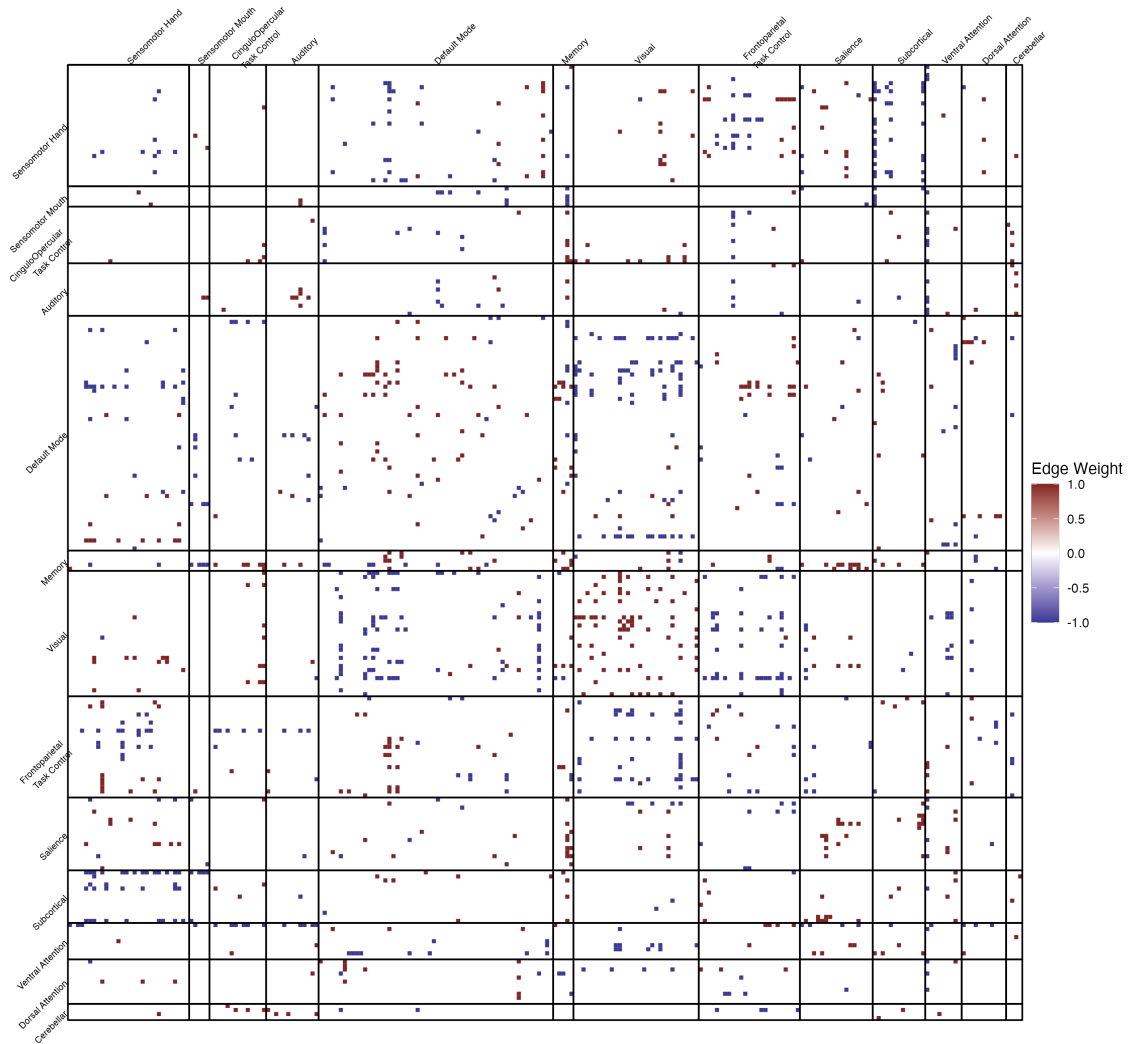 Sensomotor Hand
Sensomotor Mouth
CinguloOpercular
Task Control
Auditory
Default Mode
Memory
Visual
Frontoparietal
Task Control
Salience
Subcortical
Ventral Attention
Dorsal Attention
Cerebellar
Sensomotor Hand
Sensomotor Mouth
CinguloOpercular
Task Control
Auditory
Default Mode
Memory
Visual
Frontoparietal
Task Control
Salience
Subcortical
Ventral Attention
Dorsal Attention
Cerebellar
Edge Weight
1.0
0.5
0.0
-0.5
-1.0